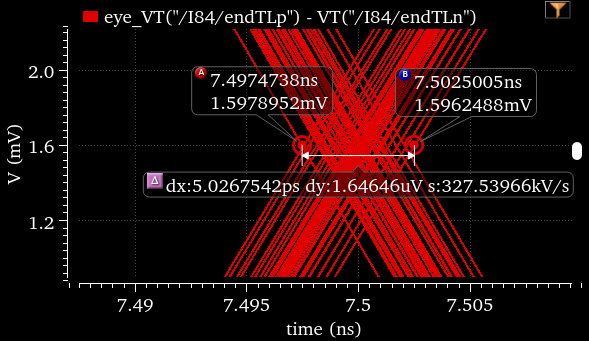 eye_VT("/I84/endTLp") - VT("/I84/endTLn")
A
7.4974738ns
1.5978952mV
B
7.5025005ns
1.5962488mV
Δ
dx:5.0267542ps dy:1.64646uV s:327.53966kV/s
V (mV)
2.0
1.6
1.2
7.49
7.495
7.5
7.505
time (ns)